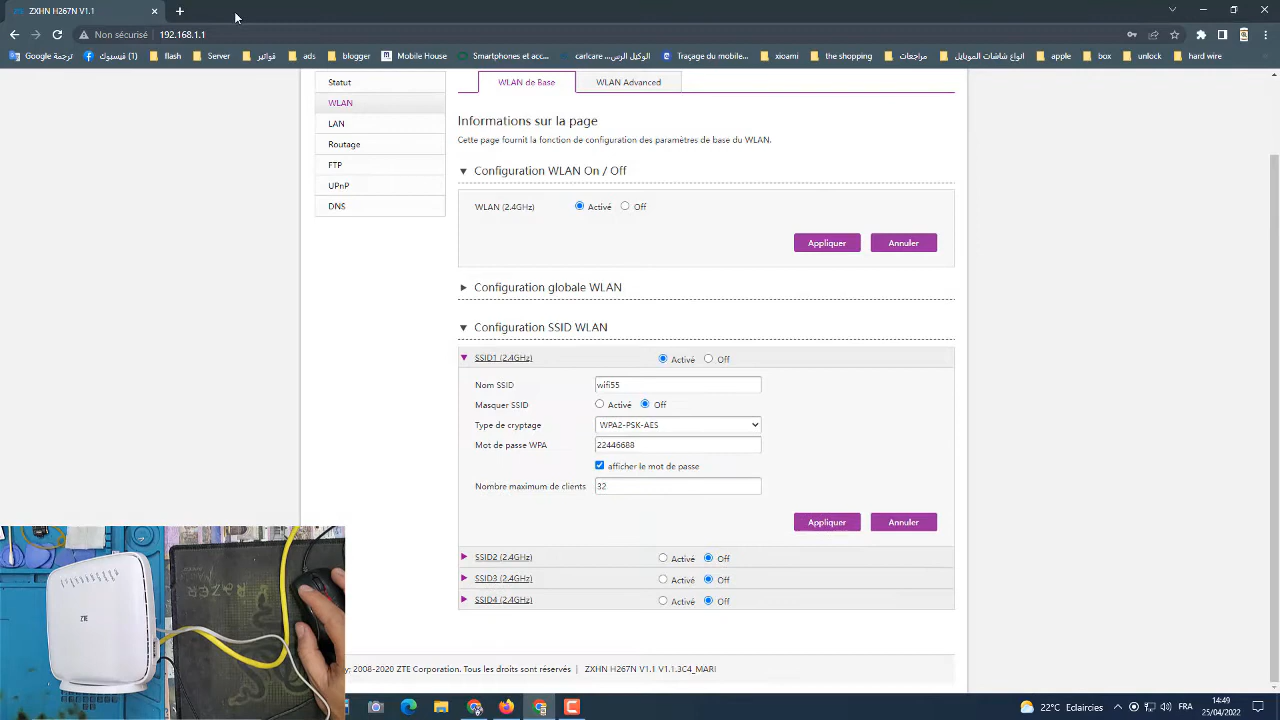 ZXHN H267N V1.1
Non sécurisé
192.168.1.1
ترجمة Google
فيسبوك (1)
flash
Server
فواتير
ads
blogger
Mobile House
Smartphones et acc...
carlcare الوكيل الرس...
Traçage du mobile...
xioami
the shopping
مراجعات
انواع شاشات الموبايل
apple
box
unlock
hard wire
Statut
WLAN
LAN
Routage
FTP
UPnP
DNS
WLAN de Base
WLAN Advanced
Informations sur la page
Cette page fournit la fonction de configuration des paramètres de base du WLAN.
Configuration WLAN On / Off
WLAN (2.4GHz)
Activé
Off
Appliquer
Annuler
Configuration globale WLAN
Configuration SSID WLAN
SSID1 (2.4GHz)
Activé
Off
Nom SSID
wifi55
Masquer SSID
Activé
Off
Type de cryptage
WPA2-PSK-AES
Mot de passe WPA
22446688
afficher le mot de passe
Nombre maximum de clients
32
Appliquer
Annuler
SSID2 (2.4GHz)
Activé
Off
SSID3 (2.4GHz)
Activé
Off
SSID4 (2.4GHz)
Activé
Off
2008-2020 ZTE Corporation. Tous les droits sont réservés | ZXHN H267N V1.1 V1.1.3C4_MARI
ZTE
RAZER
22°C Eclaircies
FRA
14:49
25/04/2022